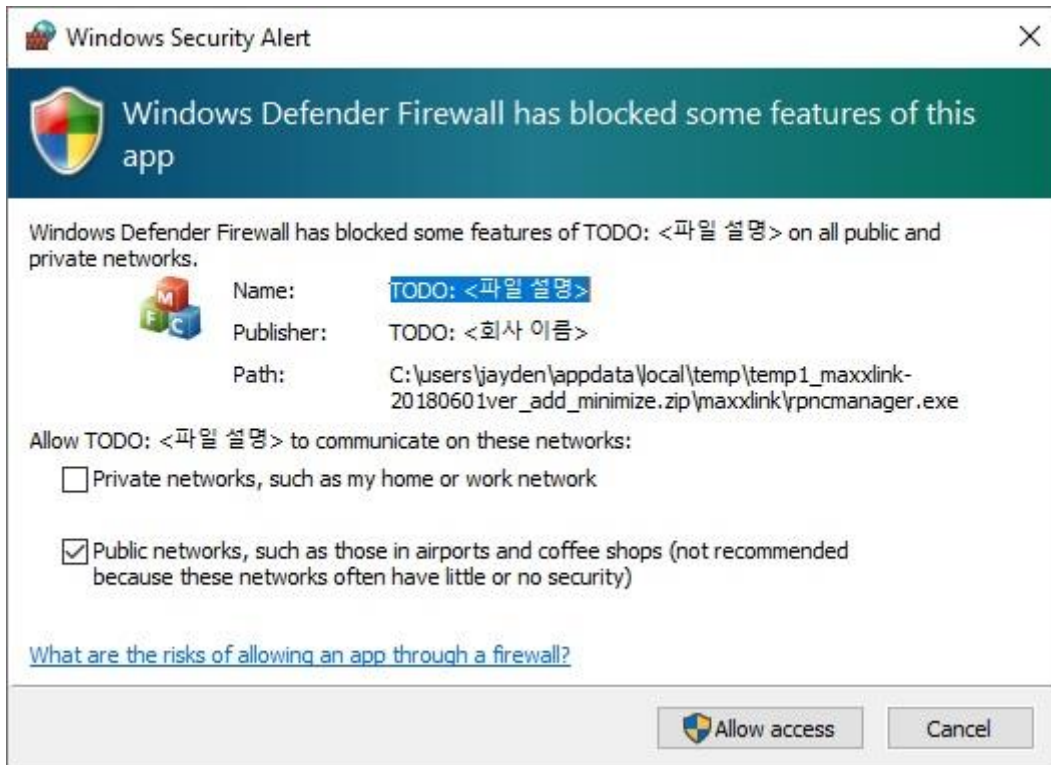 Windows Security Alert
Windows Defender Firewall has blocked some features of this
app
Windows Defender Firewall has blocked some features of TODO: <파일 설명> on all public and
private networks.
M
F C
Name: TODO: <파일 설명>
Publisher: TODO: <회사 이름>
Path: C:\users\jayden\appdata\local\temp\temp1_maxxlink-
20180601ver_add_minimize.zip\maxxlink\rpncmanager.exe
Allow TODO: <파일 설명> to communicate on these networks:
Private networks, such as my home or work network
Public networks, such as those in airports and coffee shops (not recommended
because these networks often have little or no security)
What are the risks of allowing an app through a firewall?
Allow access Cancel